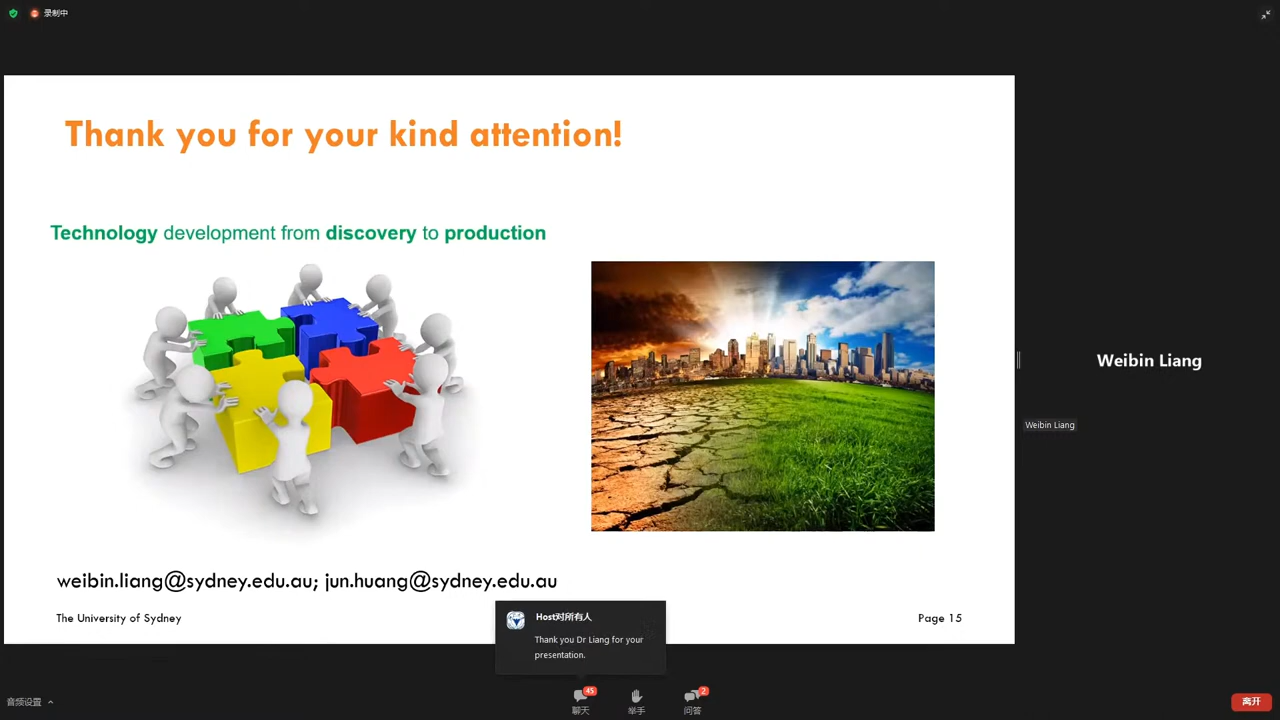 录制中
Thank you for your kind attention!
Technology development from discovery to production
Weibin Liang
Weibin Liang
weibin.liang@sydney.edu.au; jun.huang@sydney.edu.au
The University of Sydney
Page 15
Host对所有人
Thank you Dr Liang for your
presentation.
音频设置
45
聊天
举手
2
问答
离开